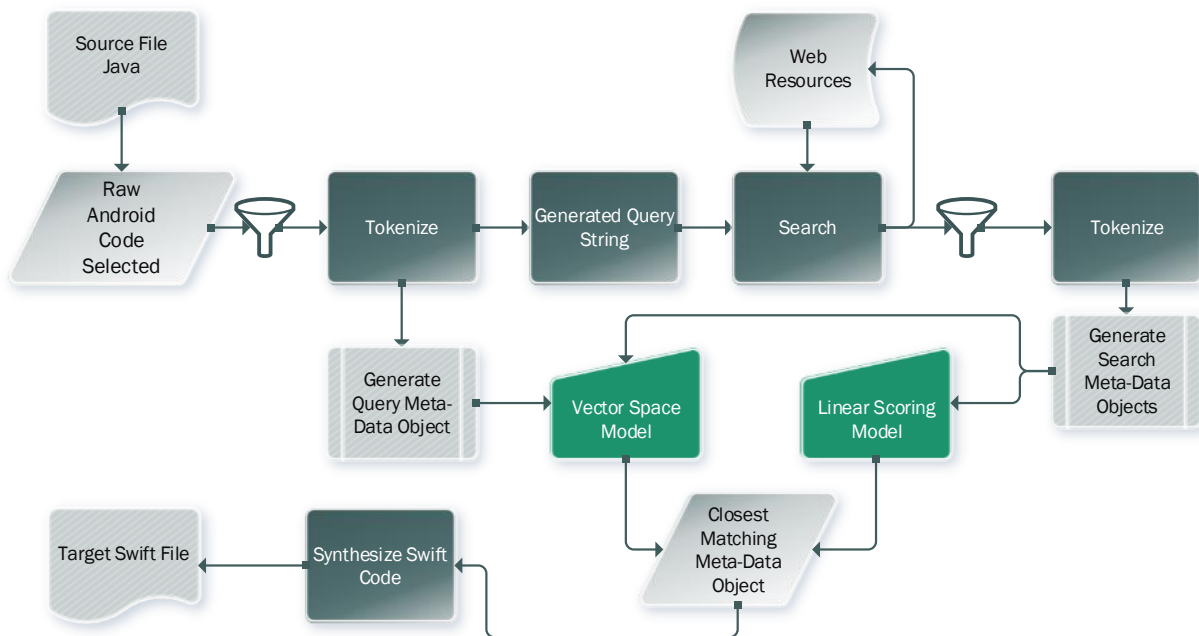 Source File
Java
Web
Resources
Raw
Android
Code
Selected
Tokenize
Generated Query
String
Search
Tokenize
Generate
Query Meta-
Data Object
Vector Space
Model
Linear Scoring
Model
Generate
Search
Meta-Data
Objects
Target Swift File
Synthesize Swift
Code
Closest
Matching
Meta-Data
Object